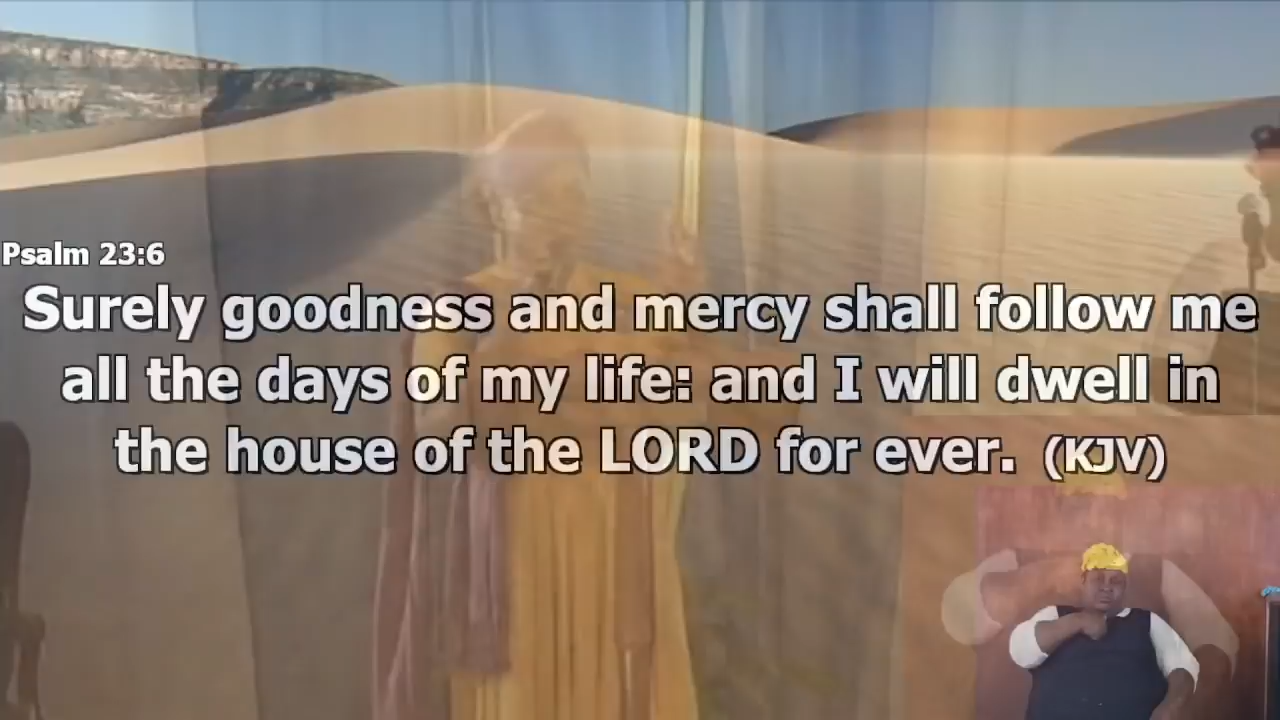 Psalm 23:6
Surely goodness and mercy shall follow me
all the days of my life: and I will dwell in
the house of the LORD for ever. (KJV)